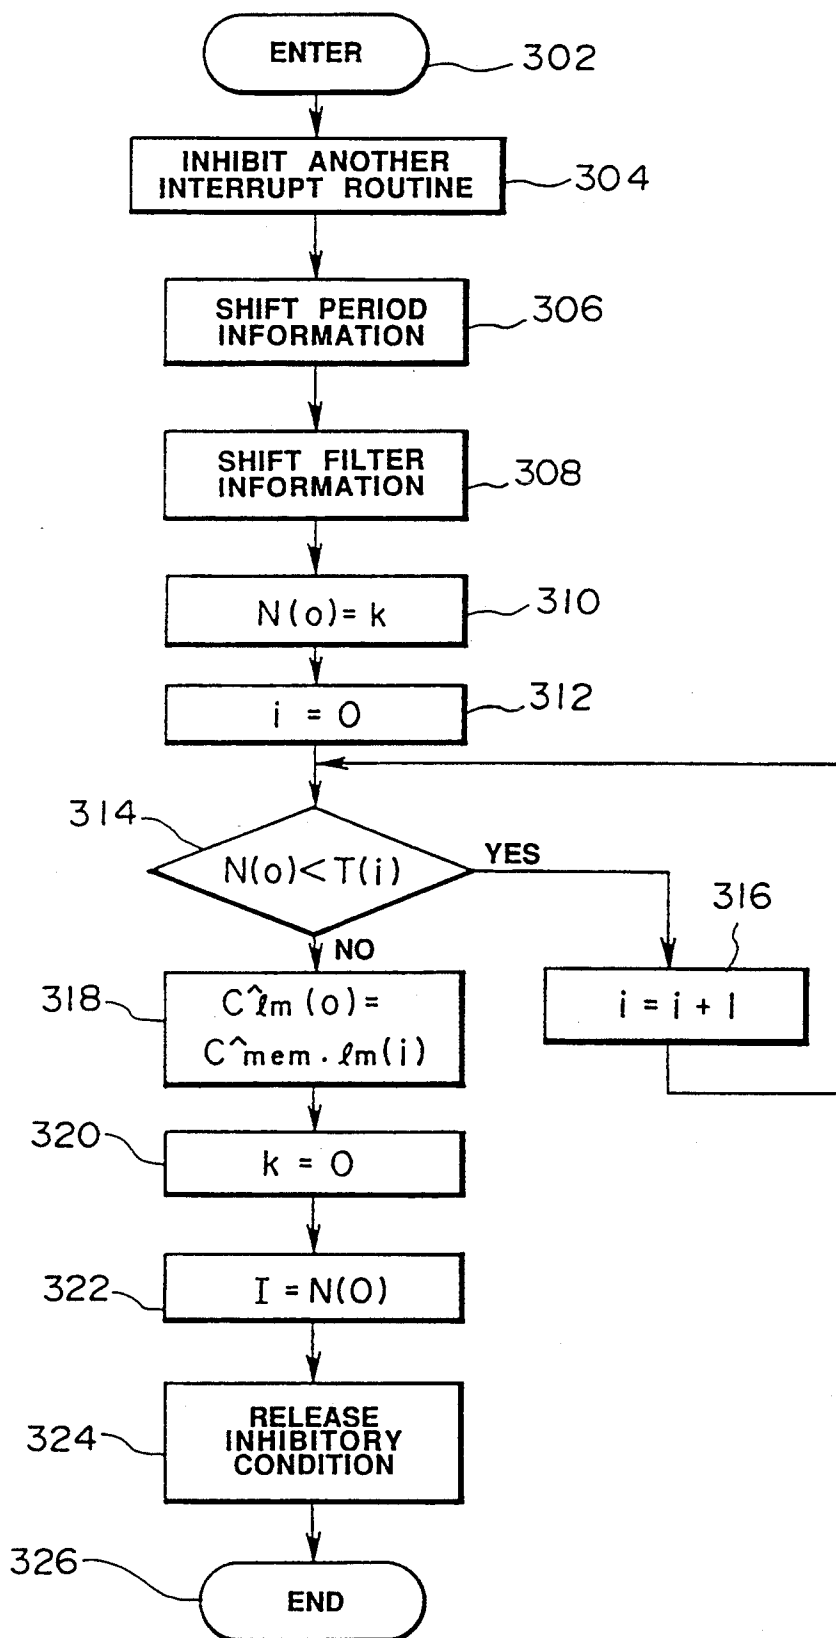 ENTER
302
INHIBIT ANOTHER
INTERRUPT ROUTINE
304
SHIFT PERIOD
INFORMATION
306
SHIFT FILTER
INFORMATION
308
N(o)= k
310
i = 0
312
314
N(o)<T(i)
YES
NO
316
i = i + 1
318
C^lm (o)=
C^mem. lm(i)
320
k = 0
322
I = N(0)
324
RELEASE
INHIBITORY
CONDITION
326
END